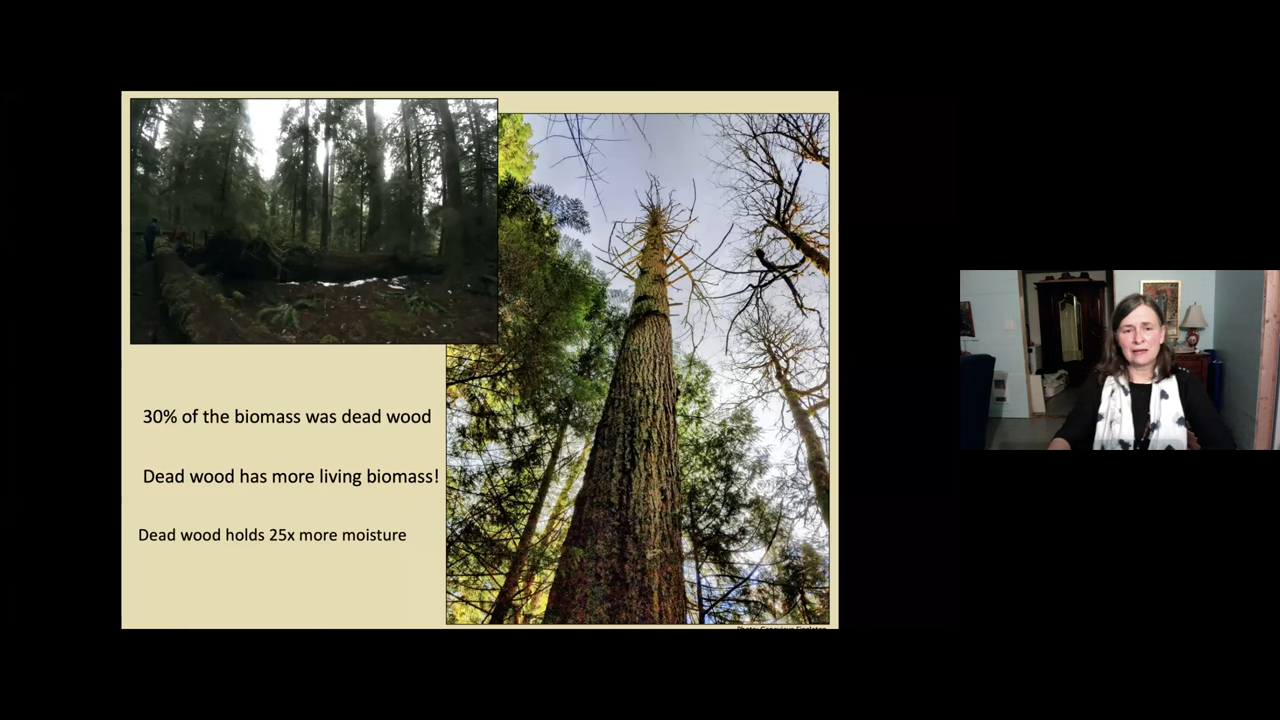 30% of the biomass was dead wood
Dead wood has more living biomass!
Dead wood holds 25x more moisture